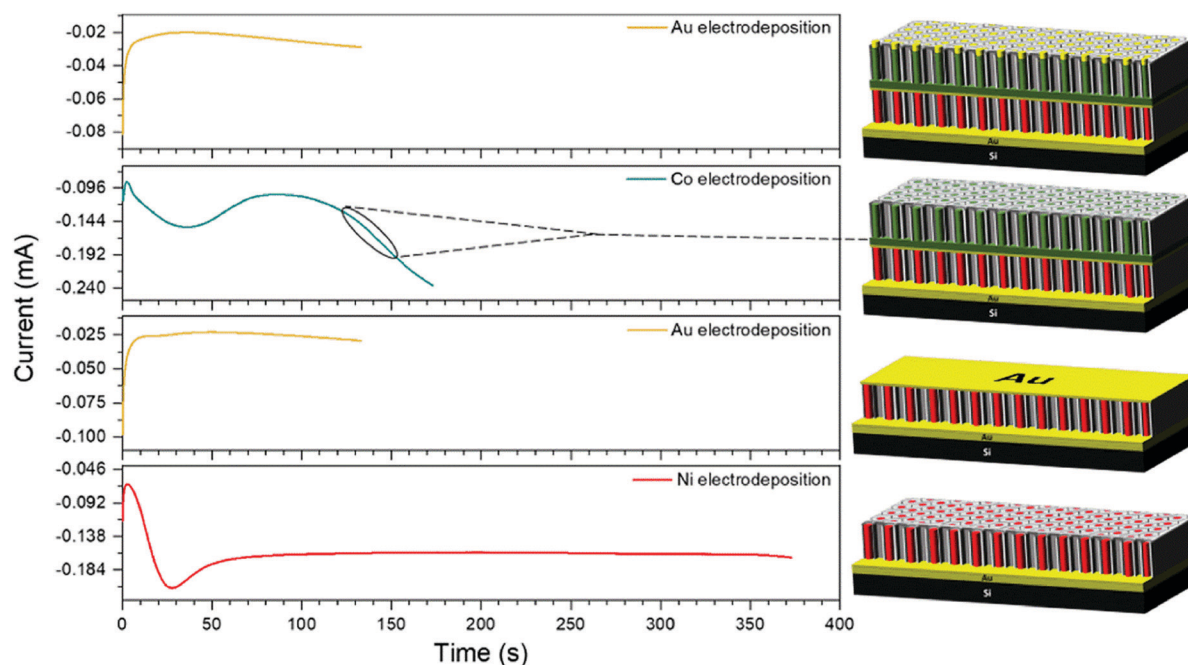 -0.02
-0.04
-0.06
-0.08
Au electrodeposition
Au
Si
-0.096
-0.144
-0.192
-0.240
Co electrodeposition
Au
Si
Current (mA)
-0.025
-0.050
-0.075
-0.100
Au electrodeposition
Au
Au
Si
-0.046
-0.092
-0.138
-0.184
Ni electrodeposition
Au
Si
0 50 100 150 200 250 300 350 400
Time (s)